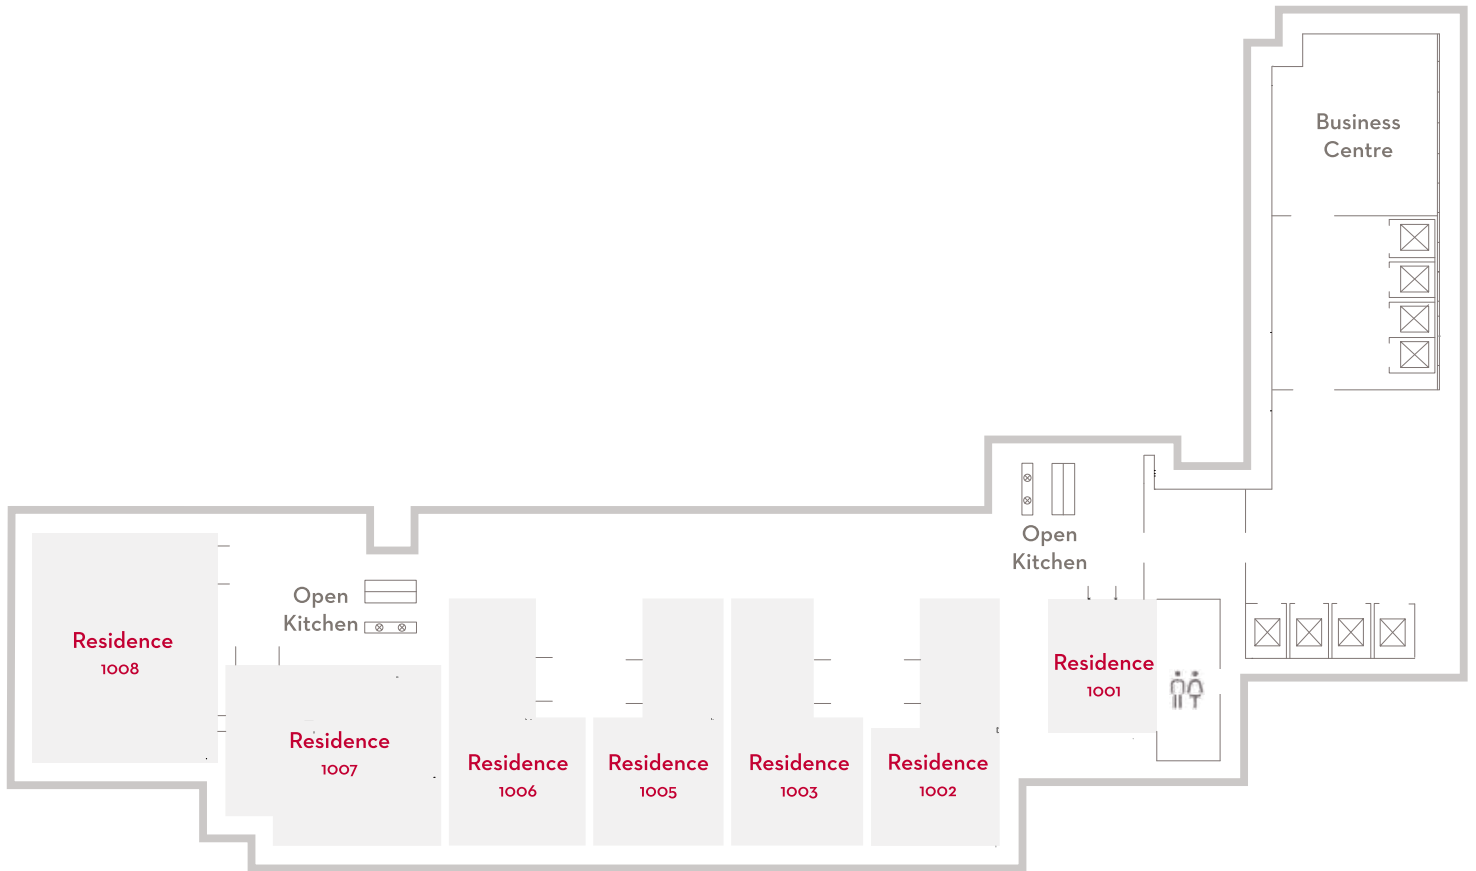 Business
Centre
Open
Kitchen
Open
Kitchen
Residence
1008
Residence
1007
Residence
1006
Residence
1005
Residence
1003
Residence
1002
Residence
1001